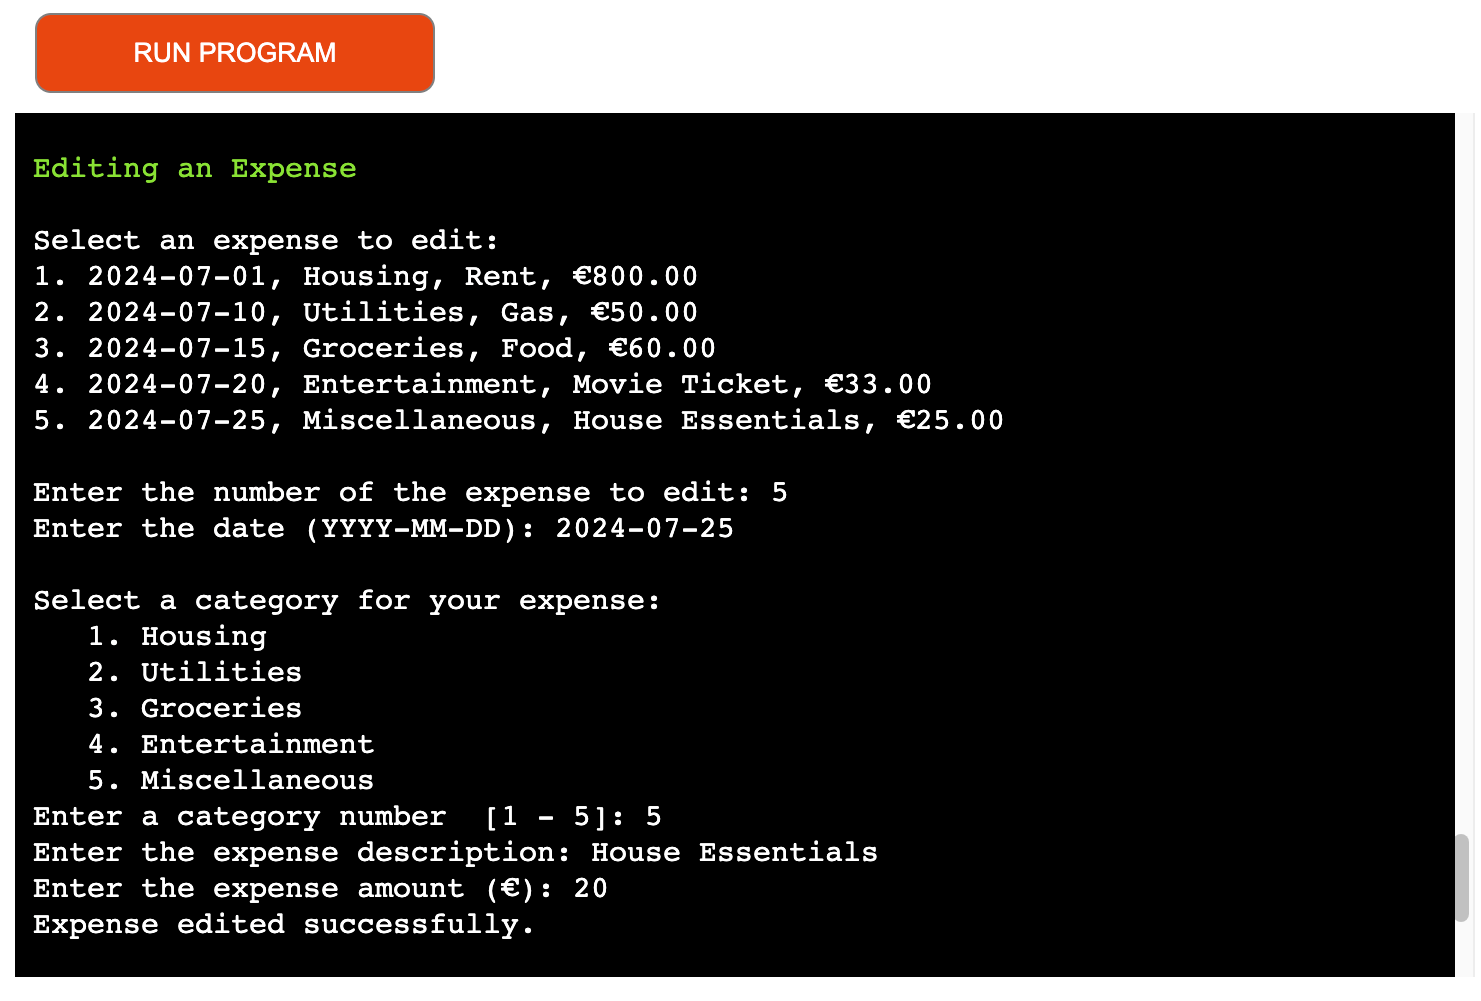 RUN PROGRAM
Editing an Expense
Select an expense to edit:
1. 2024-07-01, Housing, Rent, €800.00
2. 2024-07-10, Utilities, Gas, €50.00
3. 2024-07-15, Groceries, Food, €60.00
4. 2024-07-20, Entertainment, Movie Ticket, €33.00
5. 2024-07-25, Miscellaneous, House Essentials, €25.00
Enter the number of the expense to edit: 5
Enter the date (YYYY-MM-DD): 2024-07-25
Select a category for your expense:
1. Housing
2. Utilities
3. Groceries
4. Entertainment
5. Miscellaneous
Enter a category number  [1 - 5]: 5
Enter the expense description: House Essentials
Enter the expense amount (€): 20
Expense edited successfully.